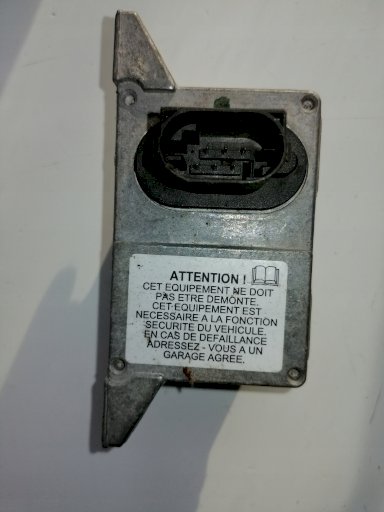 ATTENTION !
CET EQUIPEMENT NE DOIT
PAS ETRE DEMONTE.
CET EQUIPEMENT EST
NECESSAIRE A LA FONCTION
SECURITE DU VEHICULE.
EN CAS DE DEFAILLANCE
ADRESSEZ - VOUS A UN
GARAGE AGREE.